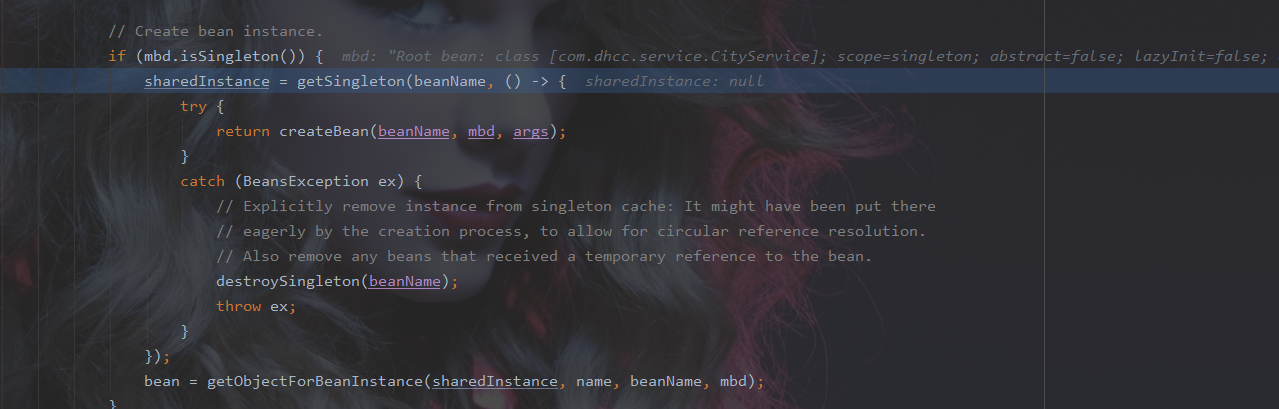 // Create bean instance.
if (mbd.isSingleton()) {  mbd: "Root bean: class [com.dhcc.service.CityService]; scope=singleton; abstract=false; lazyInit=false;
sharedInstance = getSingleton(beanName, () -> {  sharedInstance: null
try {
return createBean(beanName, mbd, args);
}
catch (BeansException ex) {
// Explicitly remove instance from singleton cache: It might have been put there
// eagerly by the creation process, to allow for circular reference resolution.
// Also remove any beans that received a temporary reference to the bean.
destroySingleton(beanName);
throw ex;
}
});
bean = getObjectForBeanInstance(sharedInstance, name, beanName, mbd);
}